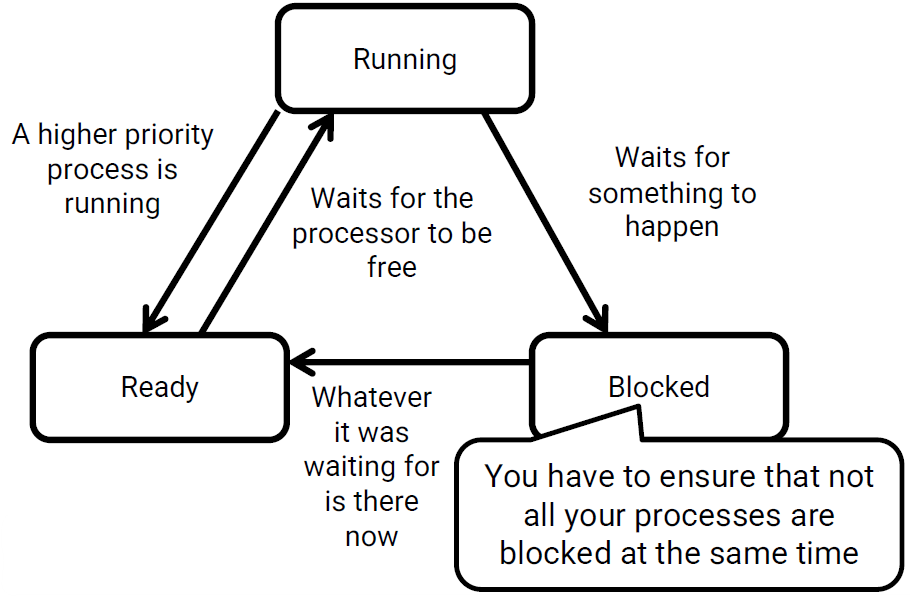 Running
A higher priority
process is
running
Waits for the
processor to be
free
Waits for
something to
happen
Ready
Whatever
it was
waiting for
is there
now
Blocked
You have to ensure that not
all your processes are
blocked at the same time